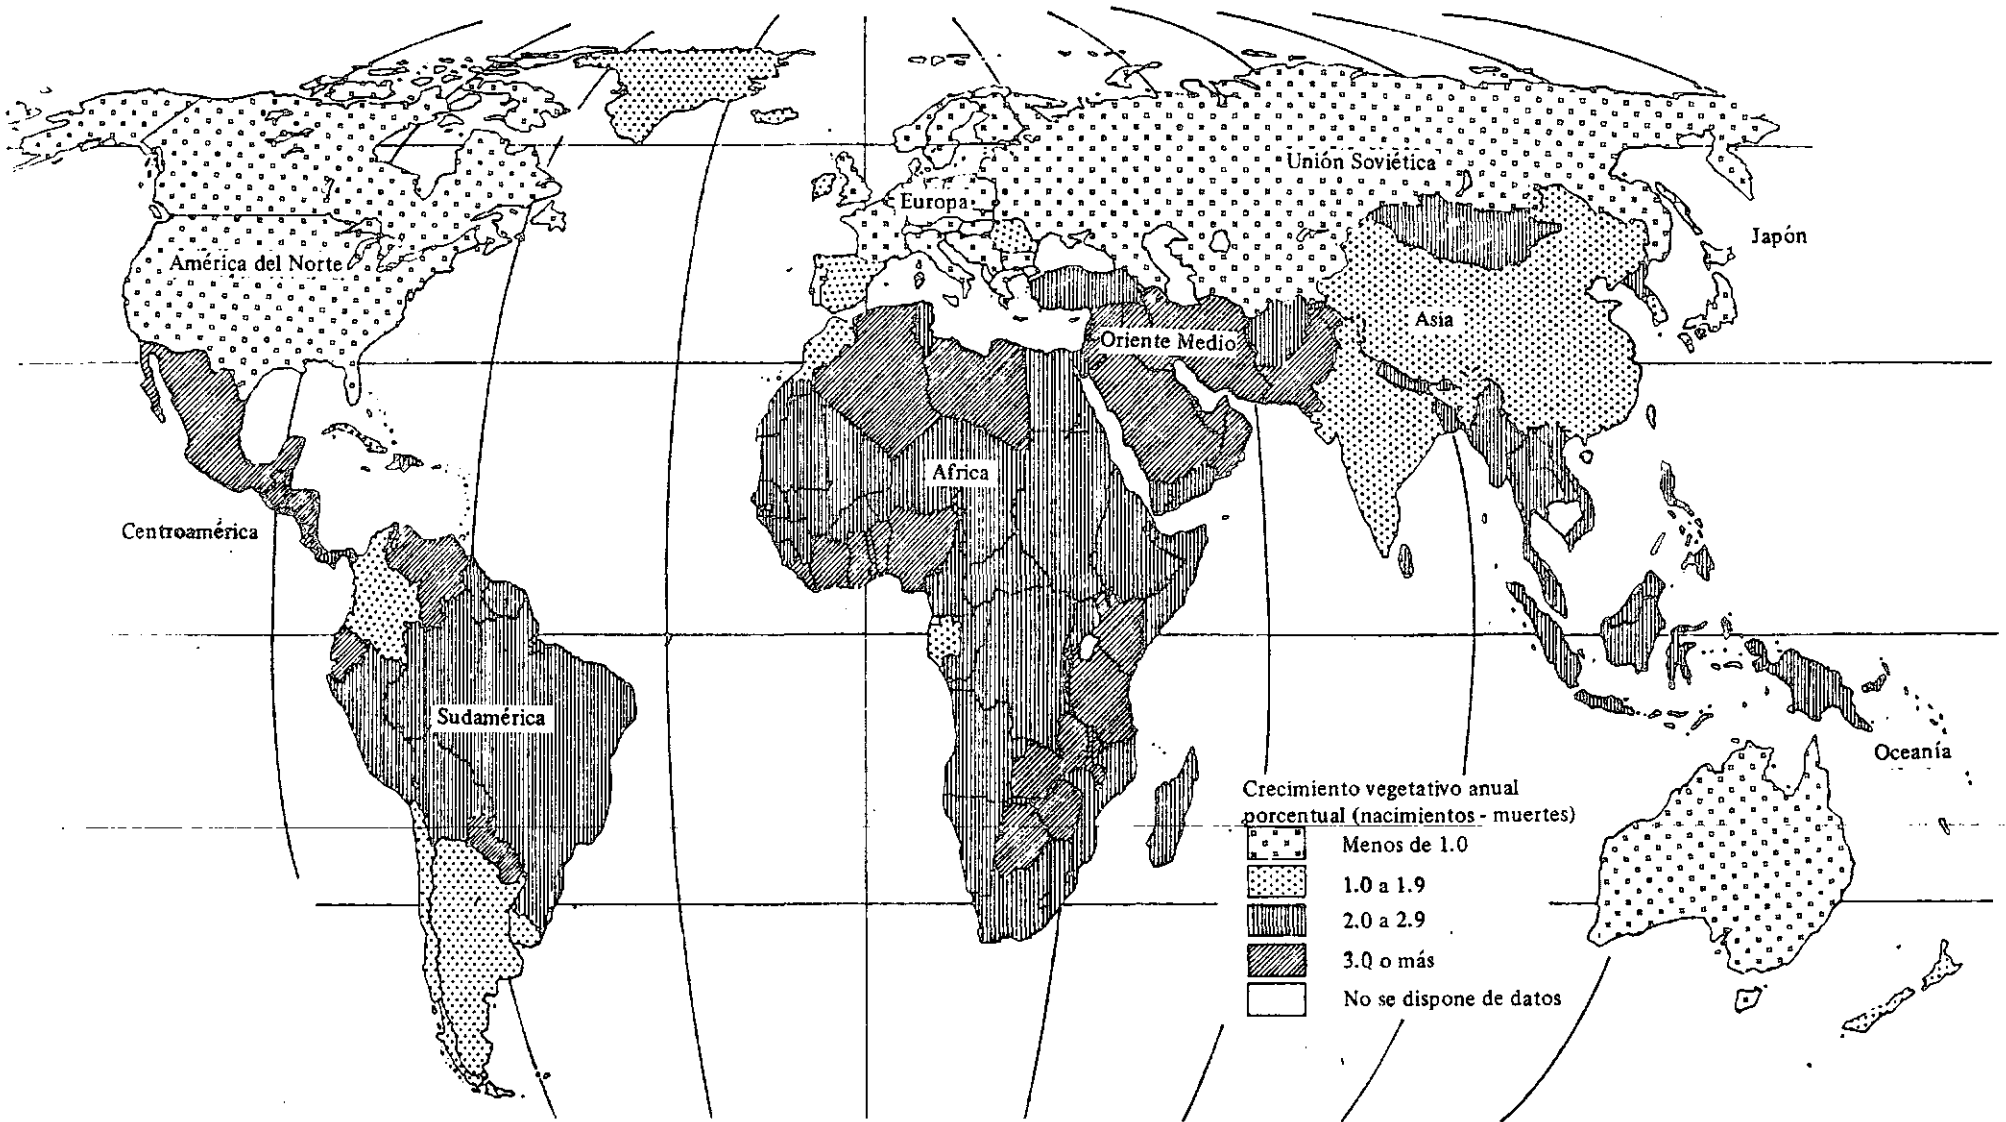 Unión Soviética
Europa
Japón
América del Norte
Asia
Oriente Medio
Africa
Centroamérica
Sudamérica
Oceanía
Crecimiento vegetativo anual
porcentual (nacimientos - muertes)
Menos de 1.0
1.0 a 1.9
2.0 a 2.9
3.0 o más
No se dispone de datos